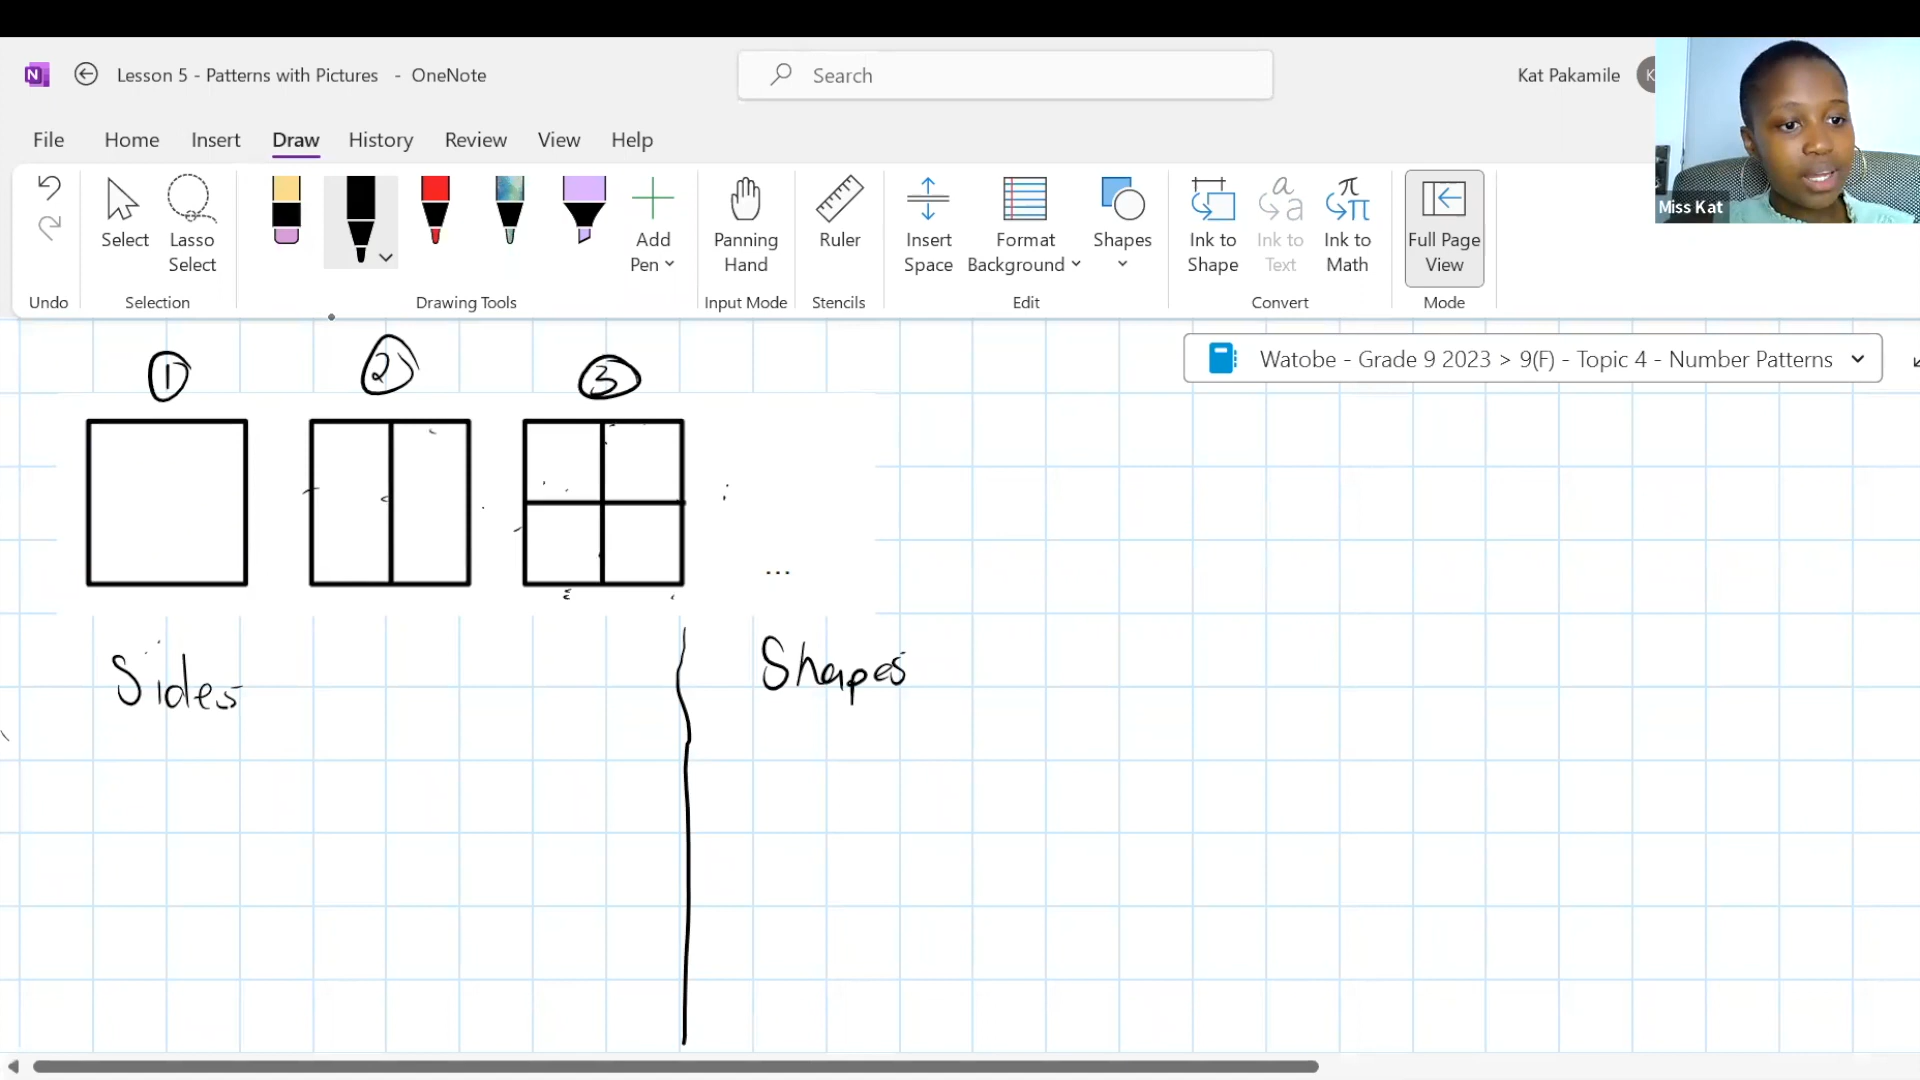 Lesson 5 - Patterns with Pictures - OneNote
Search
Kat Pakamile
K
File Home Insert Draw History Review View Help
Select
Lasso Select
Add Pen
Panning Hand
Ruler
Insert Space
Format Background
Shapes
Ink to Shape
Ink to Text
Ink to Math
Full Page View
Undo Selection Drawing Tools Input Mode Stencils Edit Convert Mode
Miss Kat
Watobe - Grade 9 2023 > 9(F) - Topic 4 - Number Patterns
1 2 3
...
Sides Shapes